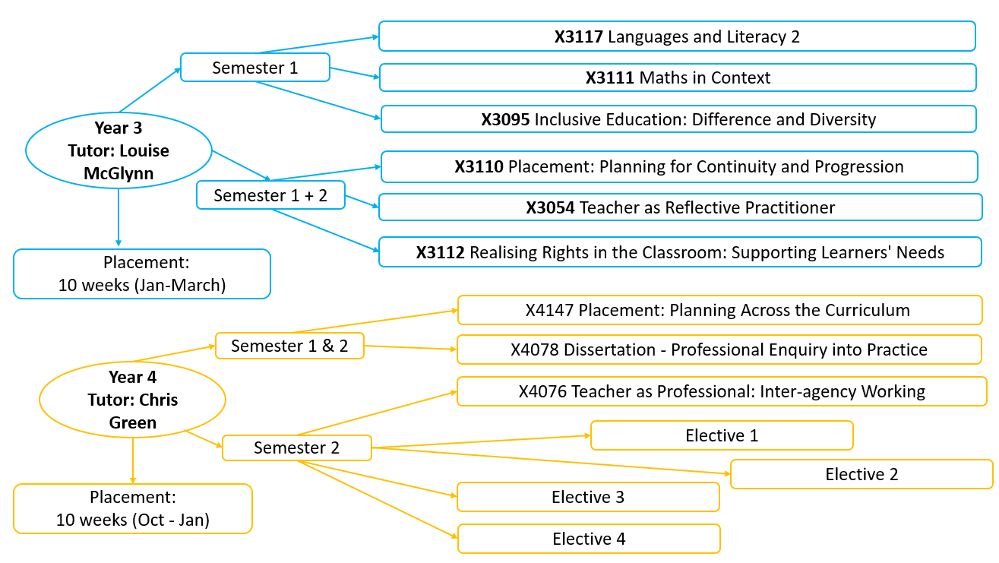 X3117 Languages and Literacy 2
Semester 1
X3111 Maths in Context
X3095 Inclusive Education: Difference and Diversity
Year 3
Tutor: Louise
McGlynn
X3110 Placement: Planning for Continuity and Progression
Semester 1 + 2
X3054 Teacher as Reflective Practitioner
X3112 Realising Rights in the Classroom: Supporting Learners' Needs
Placement:
10 weeks (Jan-March)
X4147 Placement: Planning Across the Curriculum
Semester 1 & 2
X4078 Dissertation - Professional Enquiry into Practice
Year 4
Tutor: Chris
Green
X4076 Teacher as Professional: Inter-agency Working
Semester 2
Elective 1
Elective 2
Elective 3
Elective 4
Placement:
10 weeks (Oct - Jan)